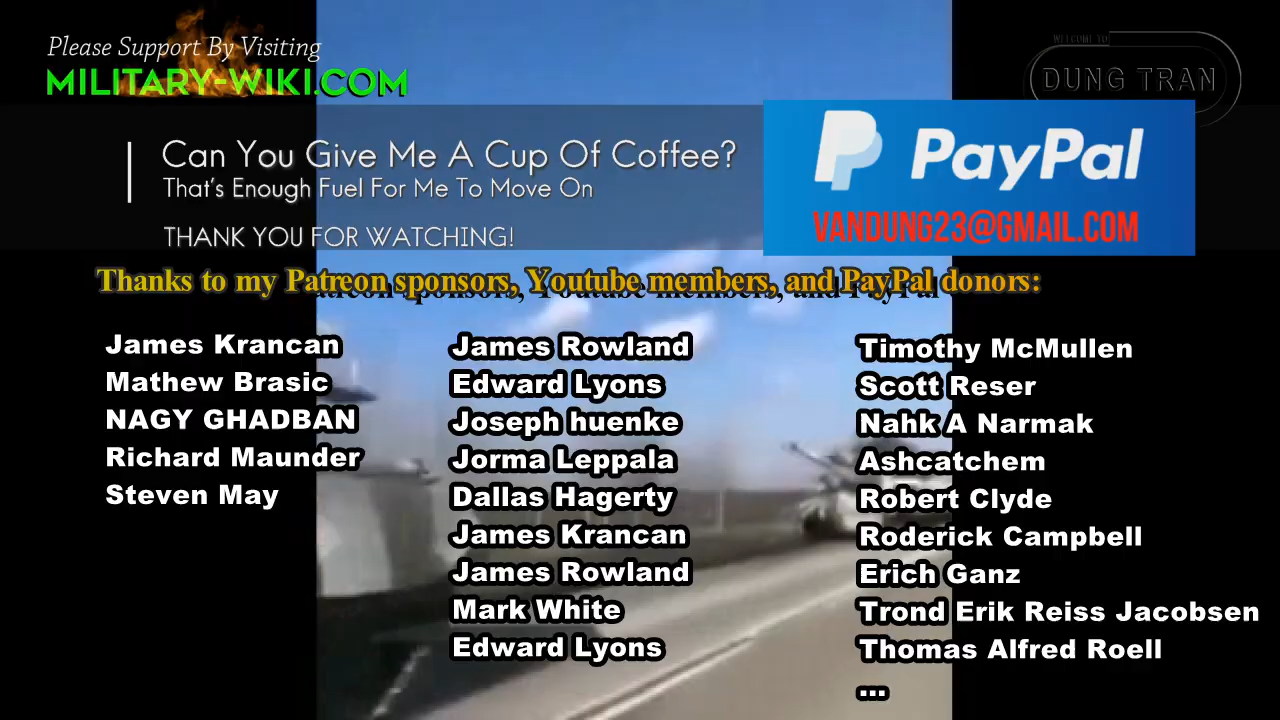 Please Support By Visiting
MILITARY-WIKI.COM
WELCOME TO
DUNG TRAN
Can You Give Me A Cup Of Coffee?
That's Enough Fuel For Me To Move On
THANK YOU FOR WATCHING!
PayPal
VANDUNG23@GMAIL.COM
Thanks to my Patreon sponsors, Youtube members, and PayPal donors:
James Krancan
Mathew Brasic
NAGY GHADBAN
Richard Maunder
Steven May
James Rowland
Edward Lyons
Joseph huenke
Jorma Leppala
Dallas Hagerty
James Krancan
James Rowland
Mark White
Edward Lyons
Timothy McMullen
Scott Reser
Nahk A Narmak
Ashcatchem
Robert Clyde
Roderick Campbell
Erich Ganz
Trond Erik Reiss Jacobsen
Thomas Alfred Roell
...